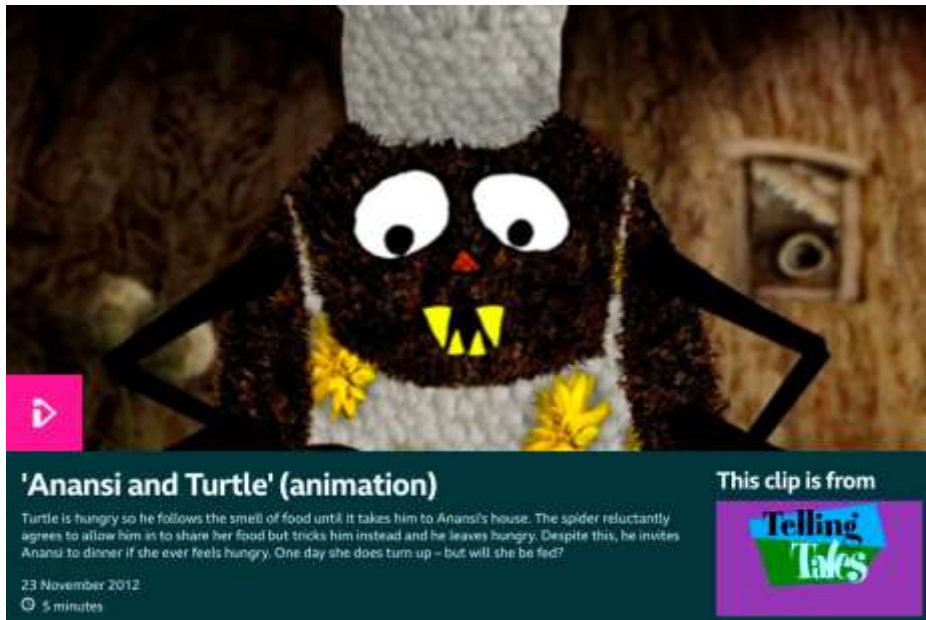 'Anansi and Turtle' (animation)
Turtle is hungry so he follows the smell of food until it takes him to Anansi's house. The spider reluctantly
agrees to allow him in to share her food but tricks him instead and he leaves hungry. Despite this, he invites
Anansi to dinner if she ever feels hungry. One day she does turn up – but will she be fed?
23 November 2012
5 minutes
This clip is from
Telling
Tales